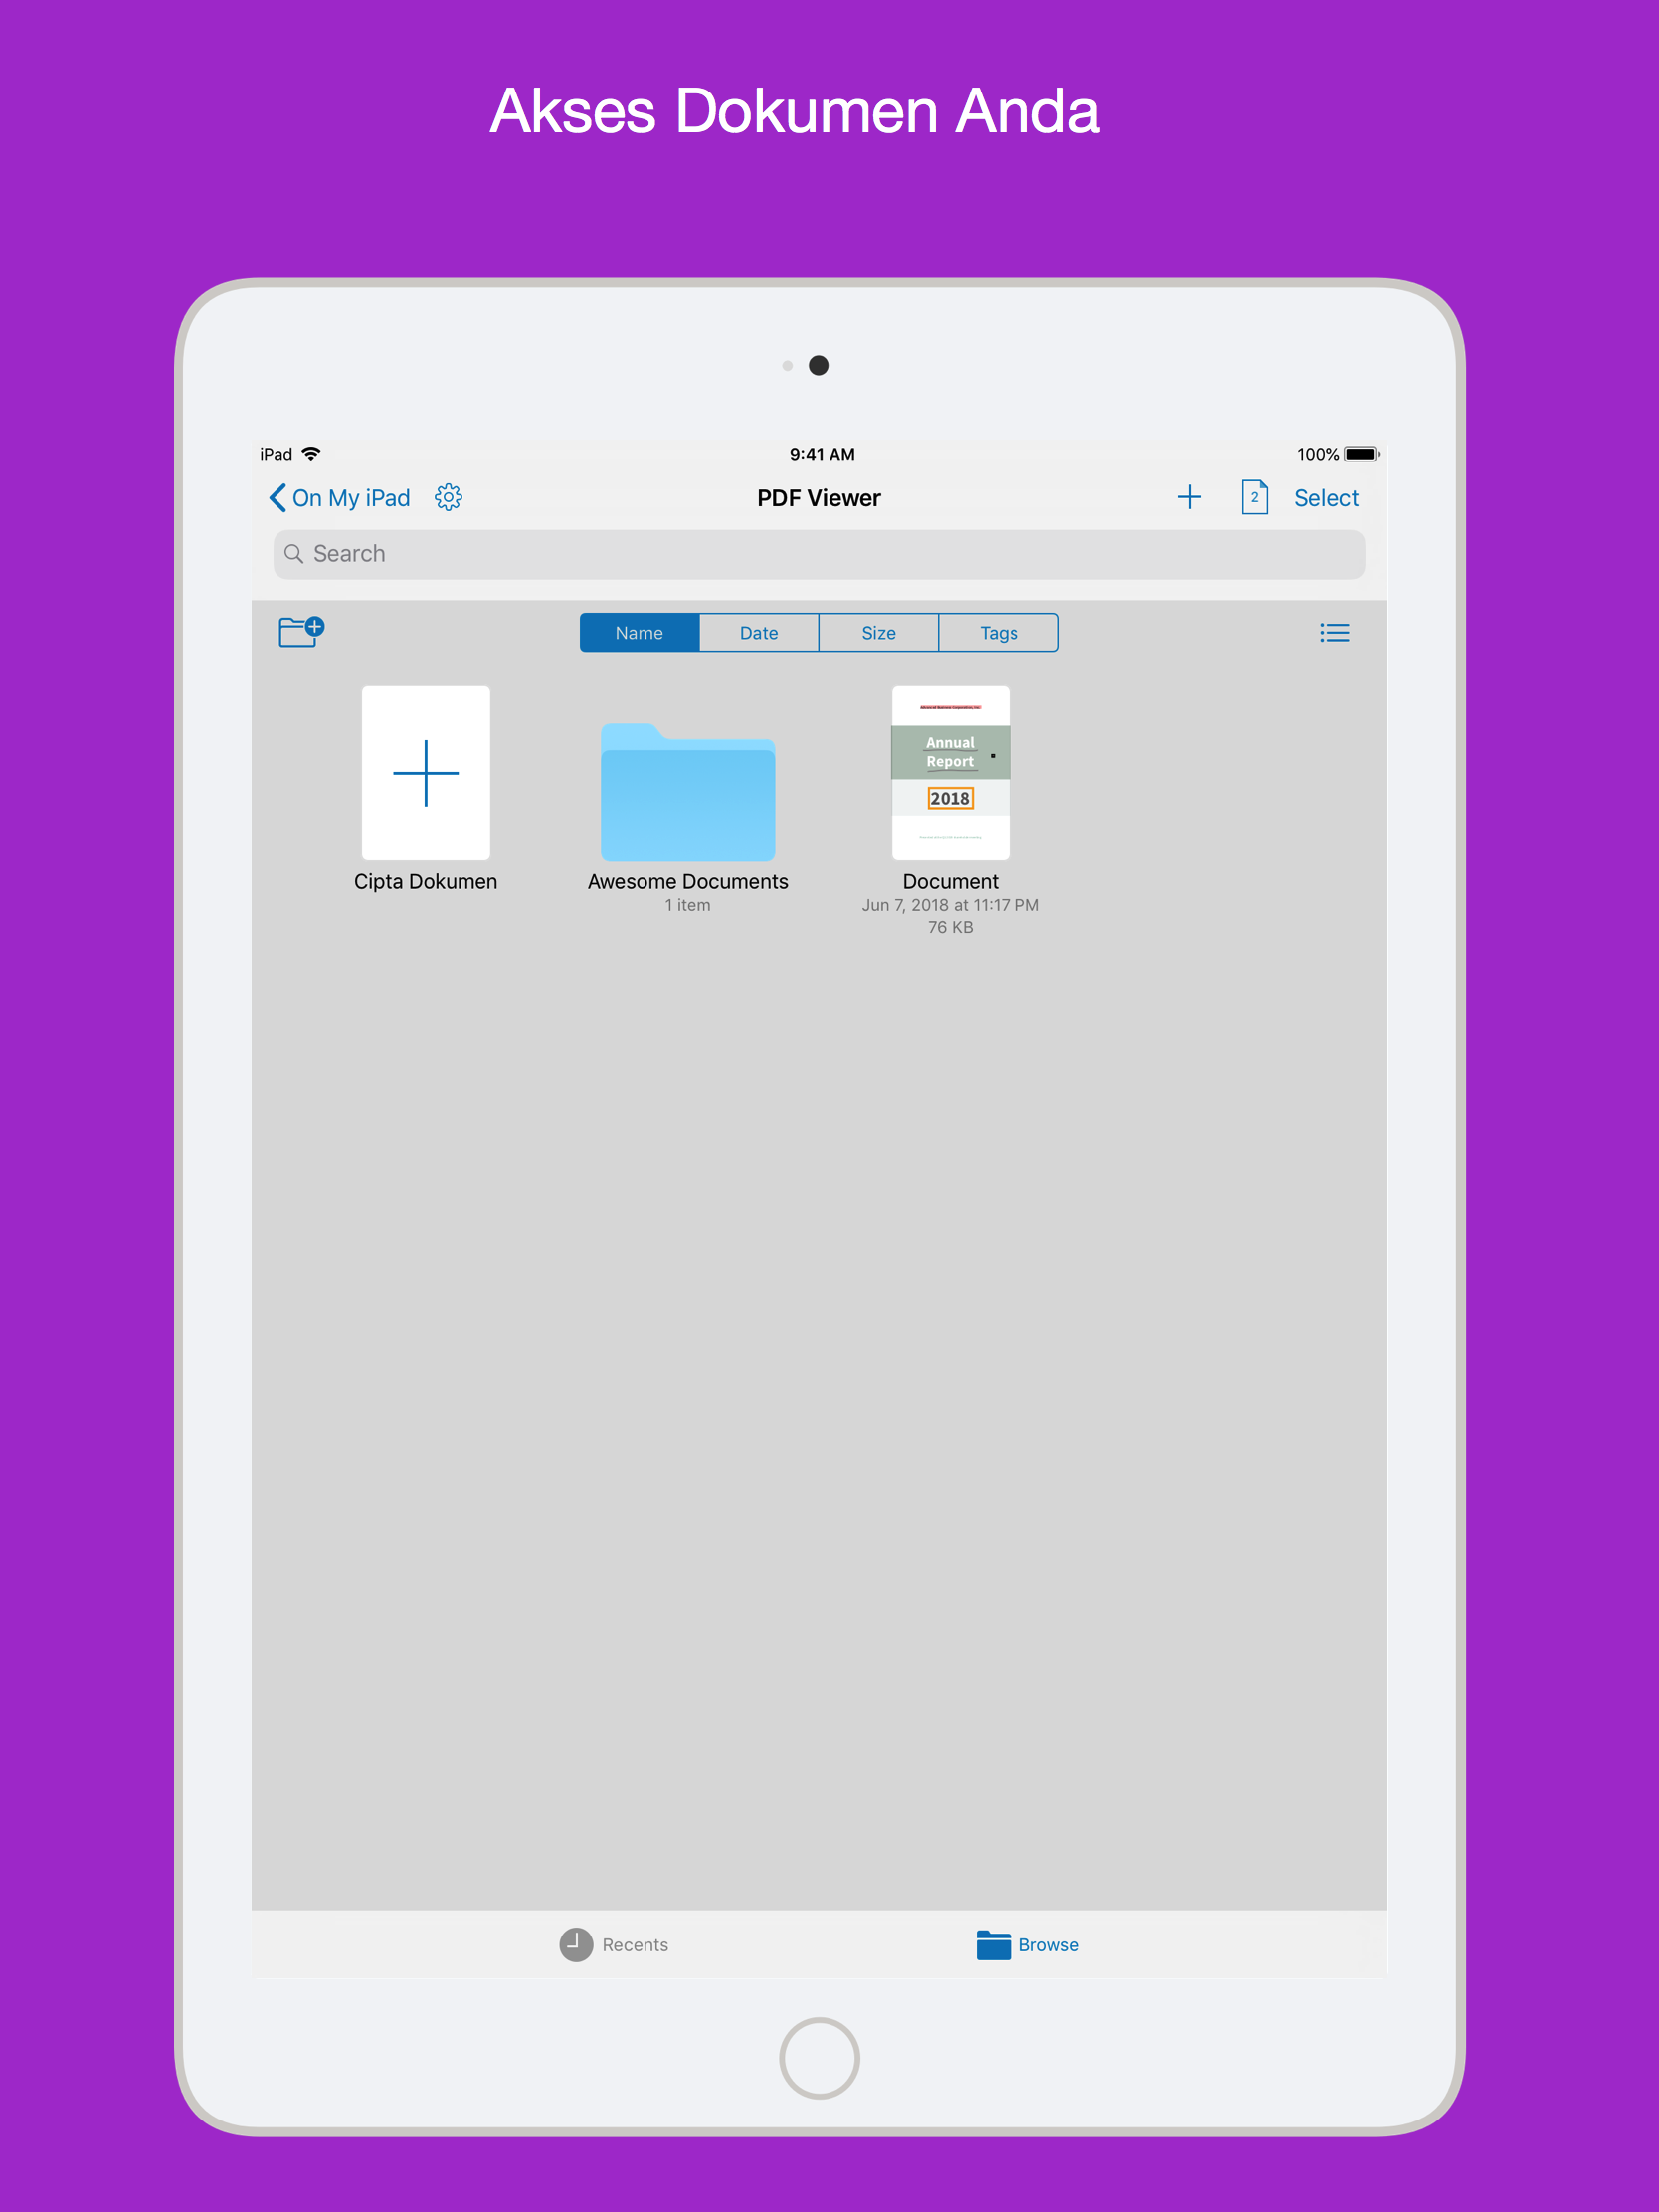 Akses Dokumen Anda
iPad 9:41 AM 100%
On My iPad PDF Viewer 2 Select
Search
Name Date Size Tags
Annual
Report
2018
Cipta Dokumen Awesome Documents Document
1 item Jun 7, 2018 at 11:17 PM
76 KB
Recents Browse